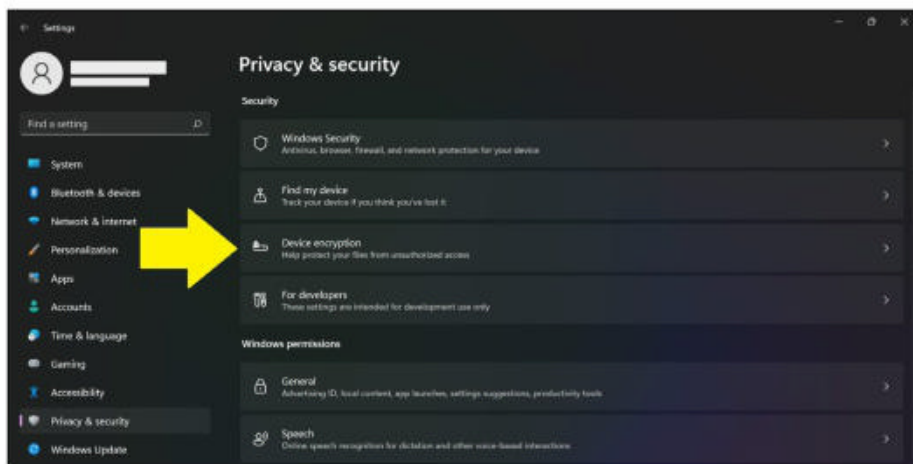 Settings
Privacy & security
Security
Find a setting
Windows Security
Antivirus, browser, firewall, and network protection for your device
System
Find my device
Track your device if you think you've lost it
Bluetooth & devices
Network & internet
Device encryption
Help protect your files from unauthorized access
Personalization
Apps
For developers
These settings are intended for development use only
Accounts
Time & language
Windows permissions
Gaming
General
Advertising ID, local content, app launches, settings suggestions, productivity tools
Accessibility
Privacy & security
Speech
Online speech recognition for dictation and other voice-based interactions
Windows Update